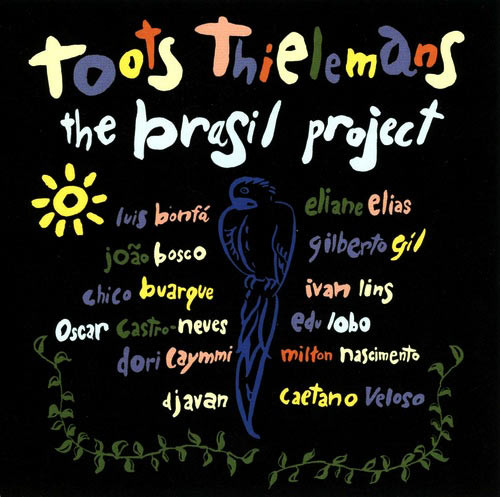 Toots Thielemans
the brasil project
luis bonfá
eliane elias
joão bosco
gilberto gil
chico buarque
ivan lins
Oscar Castro-neves
edu lobo
dori Caymmi
milton nascimento
djavan
Caetano Veloso